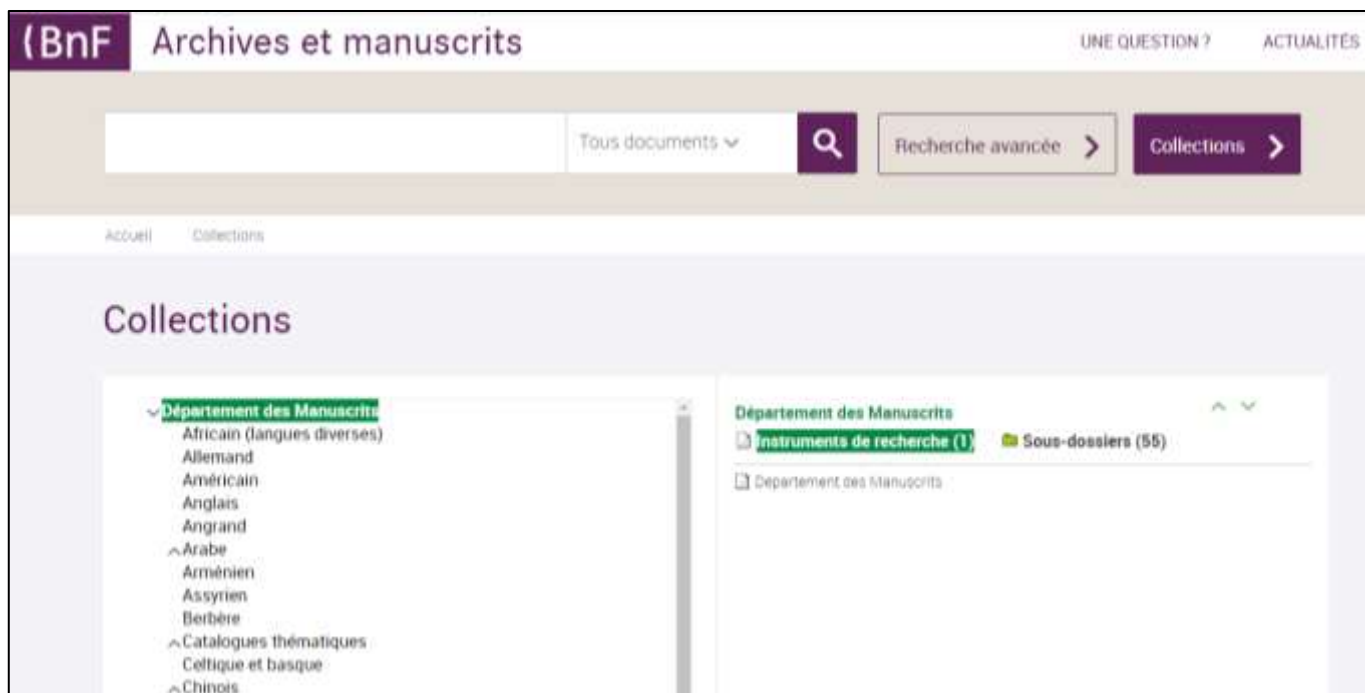 (BnF Archives et manuscrits UNE QUESTION ? ACTUALITÉS
Tous documents Recherche avancée Collections
Accueil Collections
Collections
Département des Manuscrits
Africain (langues diverses)
Allemand
Américain
Anglais
Angrand
Arabe
Arménien
Assyrien
Berbère
Catalogues thématiques
Celtique et basque
Chinois
Département des Manuscrits
Instruments de recherche (1) Sous-dossiers (55)
Département des Manuscrits